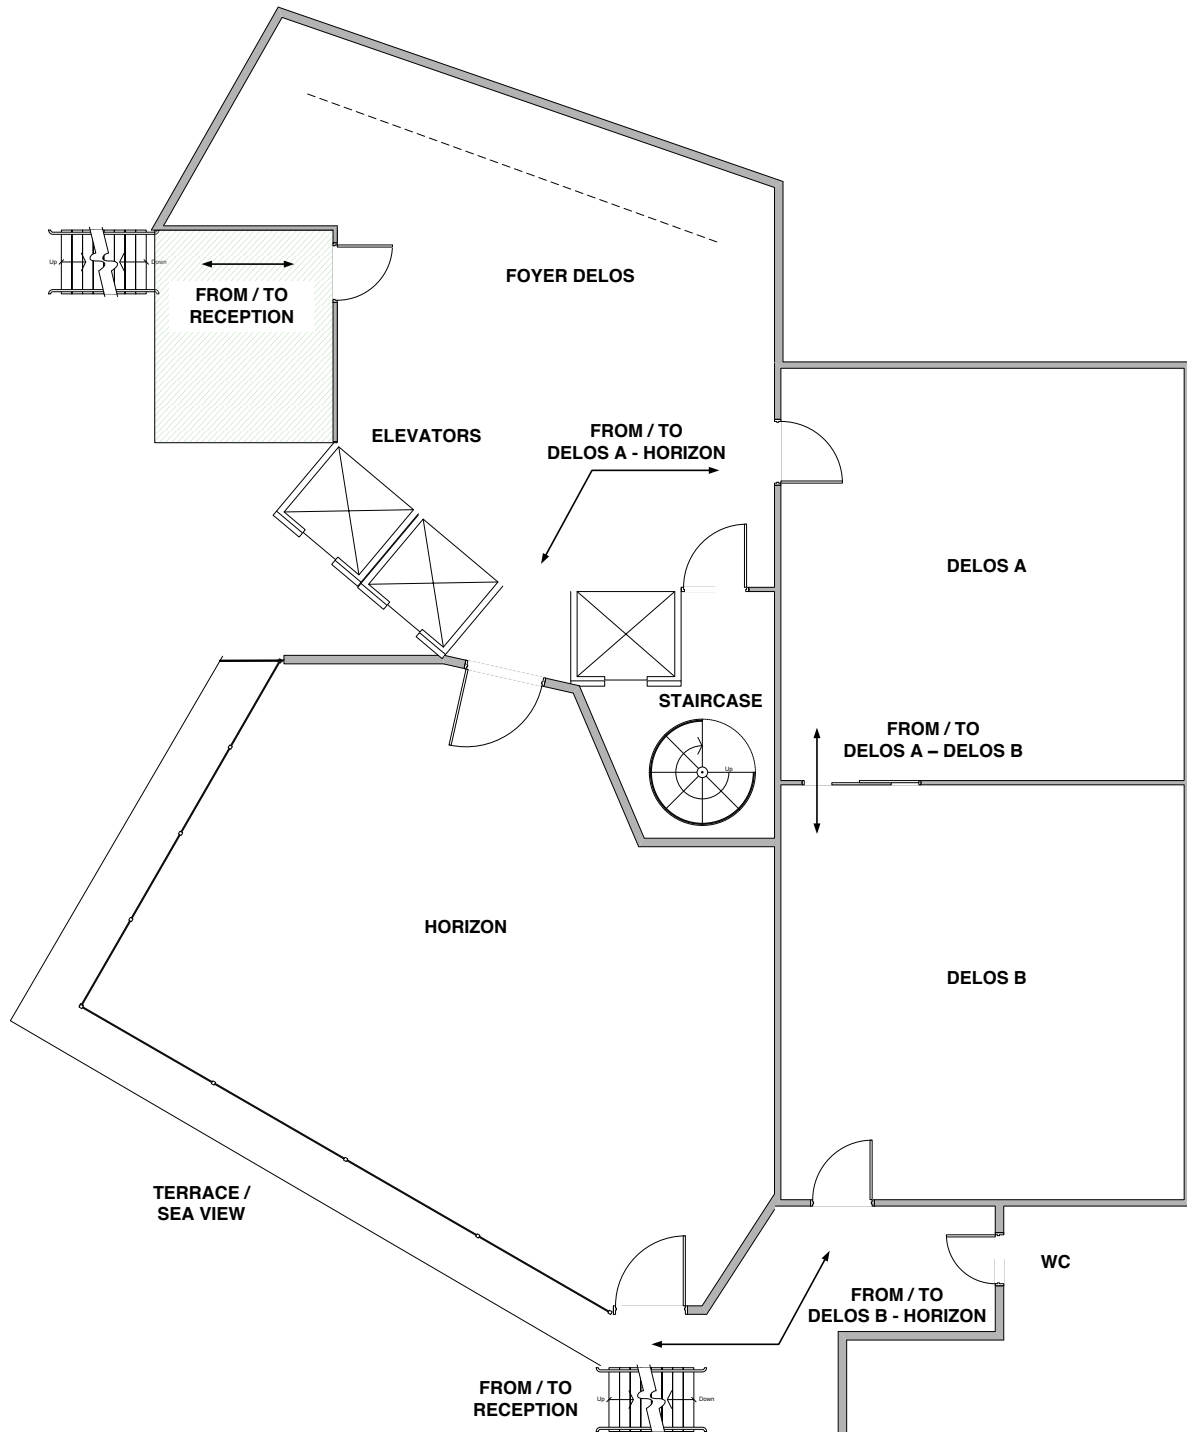 Up
Down
FROM / TO
RECEPTION
FOYER DELOS
ELEVATORS
FROM / TO
DELOS A - HORIZON
DELOS A
STAIRCASE
Up
FROM / TO
DELOS A – DELOS B
HORIZON
DELOS B
TERRACE /
SEA VIEW
WC
FROM / TO
DELOS B - HORIZON
FROM / TO
RECEPTION
Up
Down